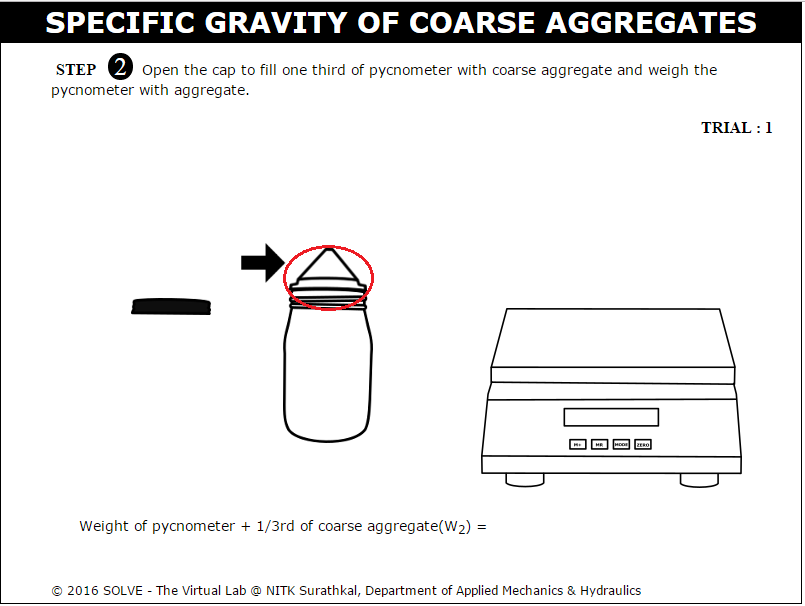 SPECIFIC GRAVITY OF COARSE AGGREGATES
STEP 2 Open the cap to fill one third of pycnometer with coarse aggregate and weigh the
pycnometer with aggregate.
TRIAL : 1
M+ MR MODE ZERO
Weight of pycnometer + 1/3rd of coarse aggregate(W2) =
© 2016 SOLVE - The Virtual Lab @ NITK Surathkal, Department of Applied Mechanics & Hydraulics